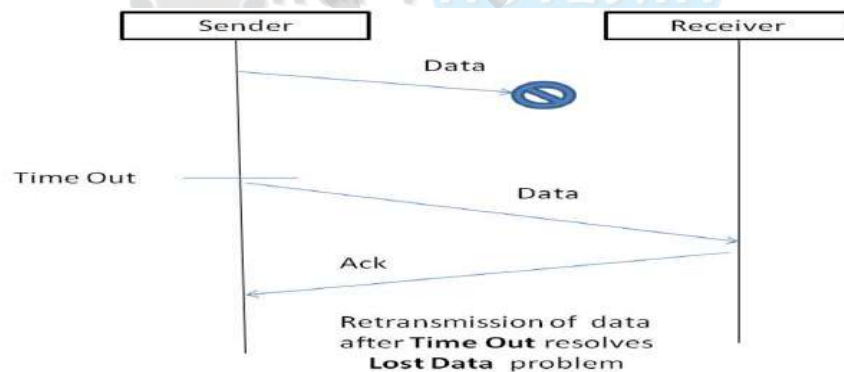 Sender
Receiver
Data
Time Out
Data
Ack
Retransmission of data
after Time Out resolves
Lost Data problem